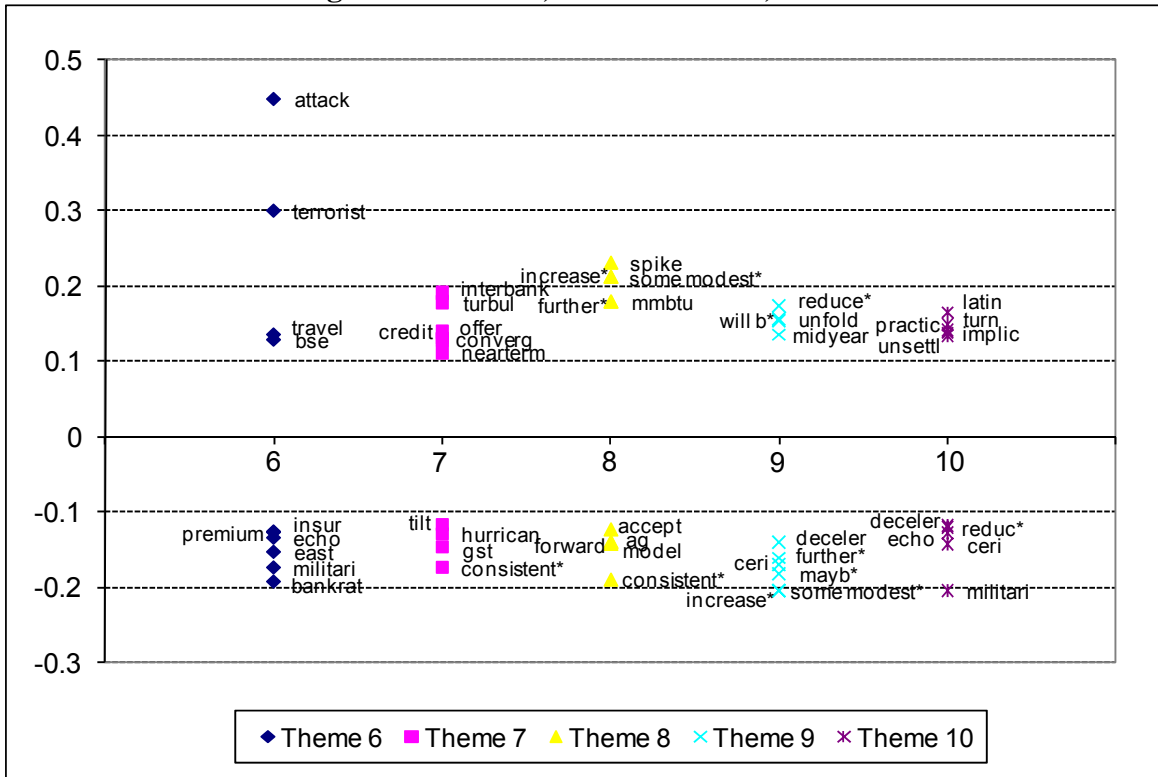 0.5
attack
0.4
0.3
terrorist
spike
increase* some modest*
0.2
interbank
turbul
further* mmbtu
reduce*
latin
travel
bse
credit offer
converg
nearterm
will b* unfold
midyear
practic turn
unsettl implic
0.1
0
6 7 8 9 10
-0.1
premium insur
echo
east
militari
bankrat
tilt
hurrican
gst
consistent*
accept
forward ag
model
consistent*
deceler
further*
ceri
mayb*
increase* some modest*
deceler
reduc*
echo
ceri
militari
-0.2
-0.3
Theme 6 Theme 7 Theme 8 Theme 9 Theme 10